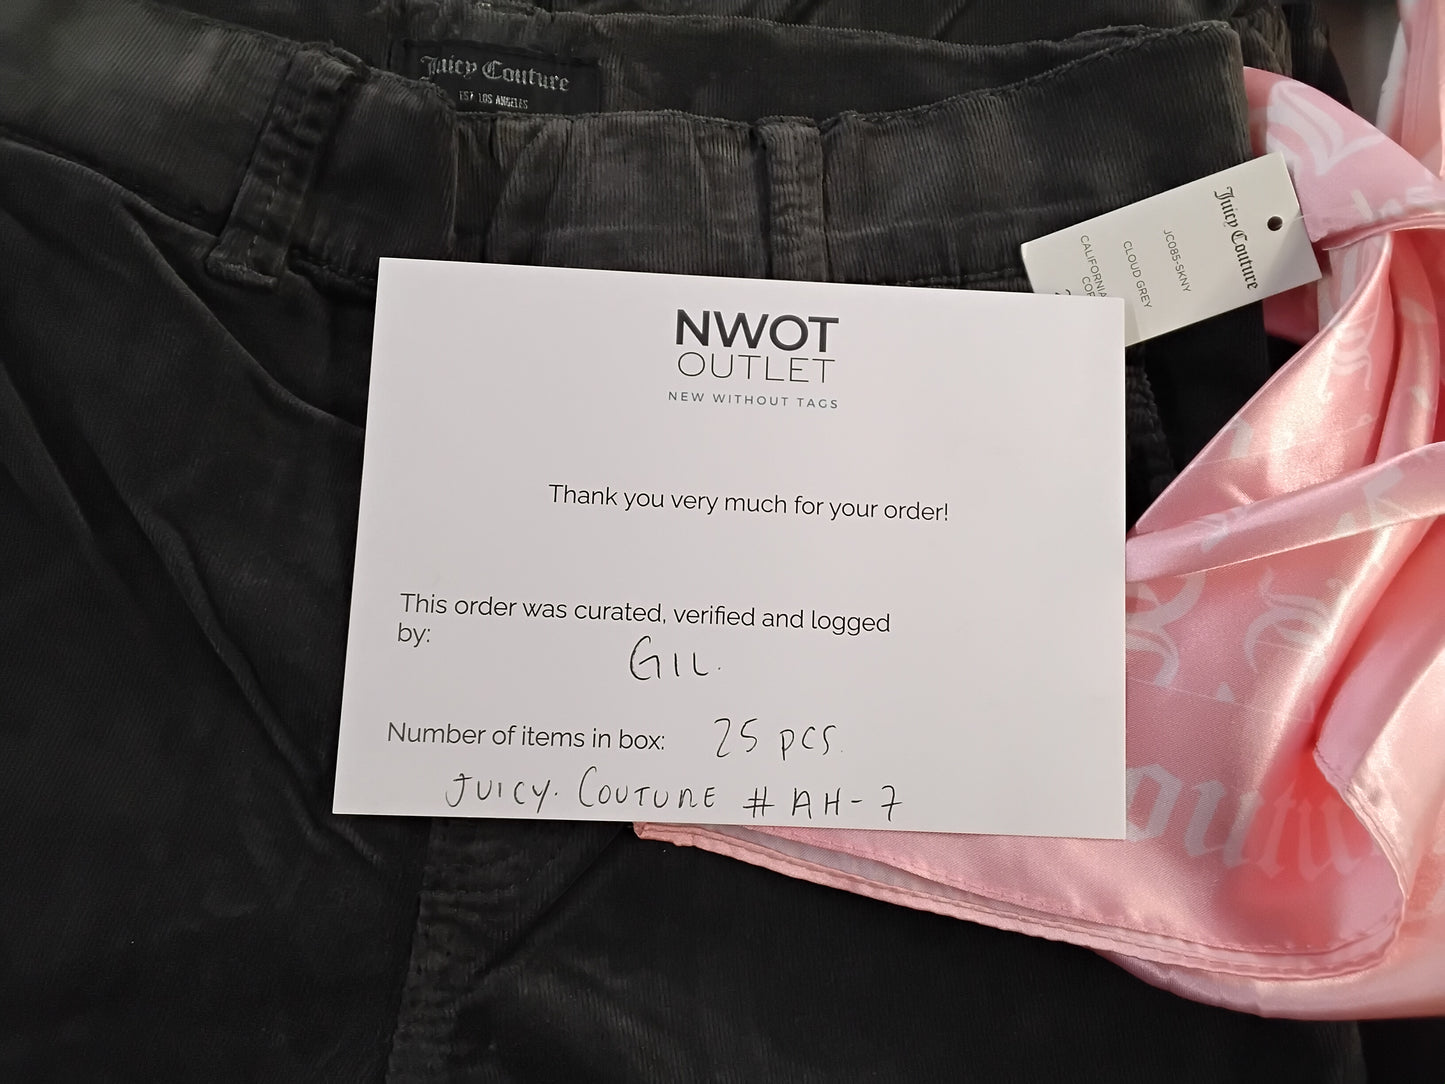 Juicy Couture
EST LOS ANGELES
Juicy Couture
JC085-SKNY
CLOUD GREY
CALIFORNIA
NWOT
OUTLET
NEW WITHOUT TAGS
Thank you very much for your order!
This order was curated, verified and logged
by:
GIL.
Number of items in box: 25 pcs.
JUICY. COUTURE # AH-7
outu